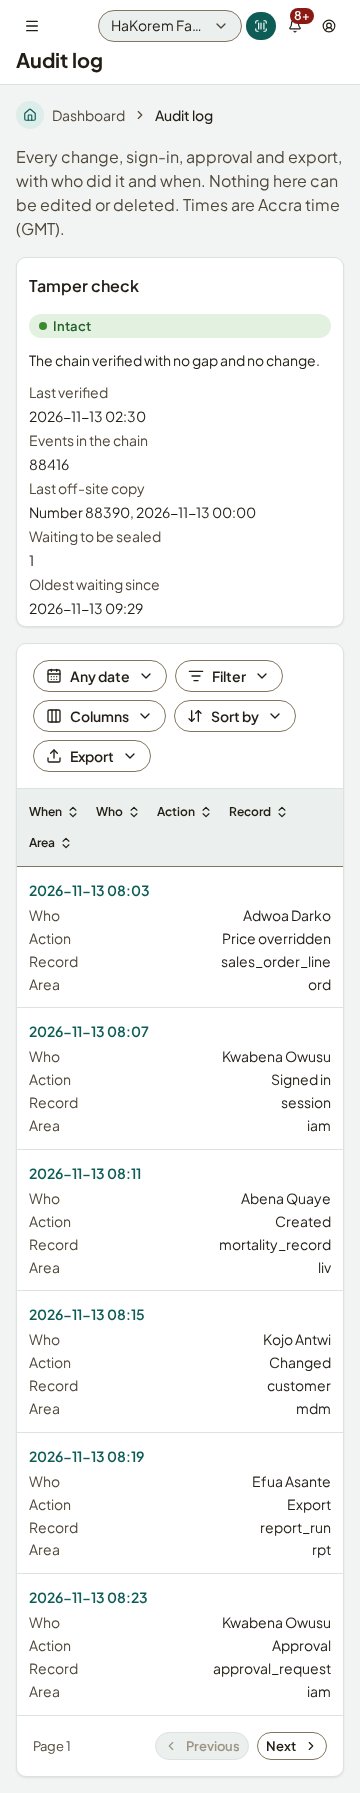 HaKorem Fa...
8+
Audit log
Dashboard > Audit log
Every change, sign-in, approval and export,
with who did it and when. Nothing here can
be edited or deleted. Times are Accra time
(GMT).
Tamper check
Intact
The chain verified with no gap and no change.
Last verified
2026-11-13 02:30
Events in the chain
88416
Last off-site copy
Number 88390, 2026-11-13 00:00
Waiting to be sealed
1
Oldest waiting since
2026-11-13 09:29
Any date Filter
Columns Sort by
Export
When Who Action Record
Area
2026-11-13 08:03
Who Adwoa Darko
Action Price overridden
Record sales_order_line
Area ord
2026-11-13 08:07
Who Kwabena Owusu
Action Signed in
Record session
Area iam
2026-11-13 08:11
Who Abena Quaye
Action Created
Record mortality_record
Area liv
2026-11-13 08:15
Who Kojo Antwi
Action Changed
Record customer
Area mdm
2026-11-13 08:19
Who Efua Asante
Action Export
Record report_run
Area rpt
2026-11-13 08:23
Who Kwabena Owusu
Action Approval
Record approval_request
Area iam
Page 1 Previous Next